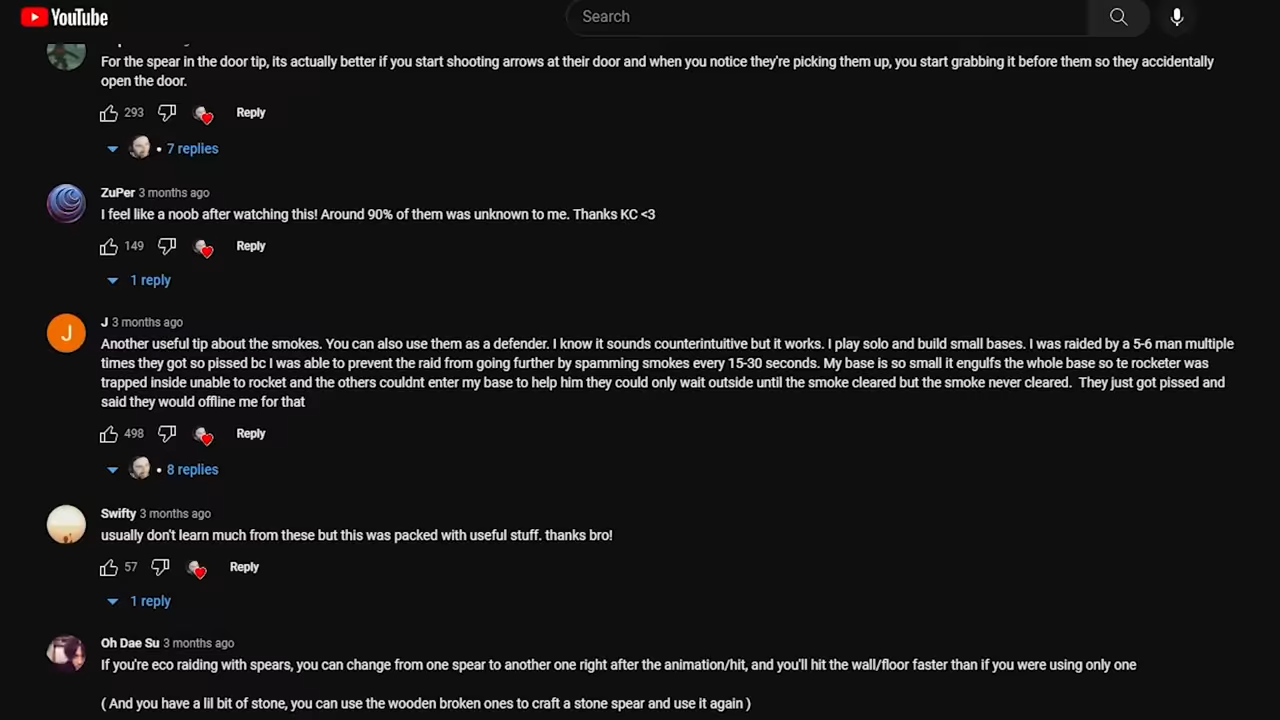 YouTube
Search
For the spear in the door tip, its actually better if you start shooting arrows at their door and when you notice they're picking them up, you start grabbing it before them so they accidentally
open the door.
293 Reply
• 7 replies
ZuPer 3 months ago
I feel like a noob after watching this! Around 90% of them was unknown to me. Thanks KC <3
149 Reply
1 reply
J
J 3 months ago
Another useful tip about the smokes. You can also use them as a defender. I know it sounds counterintuitive but it works. I play solo and build small bases. I was raided by a 5-6 man multiple
times they got so pissed bc I was able to prevent the raid from going further by spamming smokes every 15-30 seconds. My base is so small it engulfs the whole base so te rocketer was
trapped inside unable to rocket and the others couldnt enter my base to help him they could only wait outside until the smoke cleared but the smoke never cleared.  They just got pissed and
said they would offline me for that
498 Reply
• 8 replies
Swifty 3 months ago
usually don't learn much from these but this was packed with useful stuff. thanks bro!
57 Reply
1 reply
Oh Dae Su 3 months ago
If you're eco raiding with spears, you can change from one spear to another one right after the animation/hit, and you'll hit the wall/floor faster than if you were using only one
( And you have a lil bit of stone, you can use the wooden broken ones to craft a stone spear and use it again )